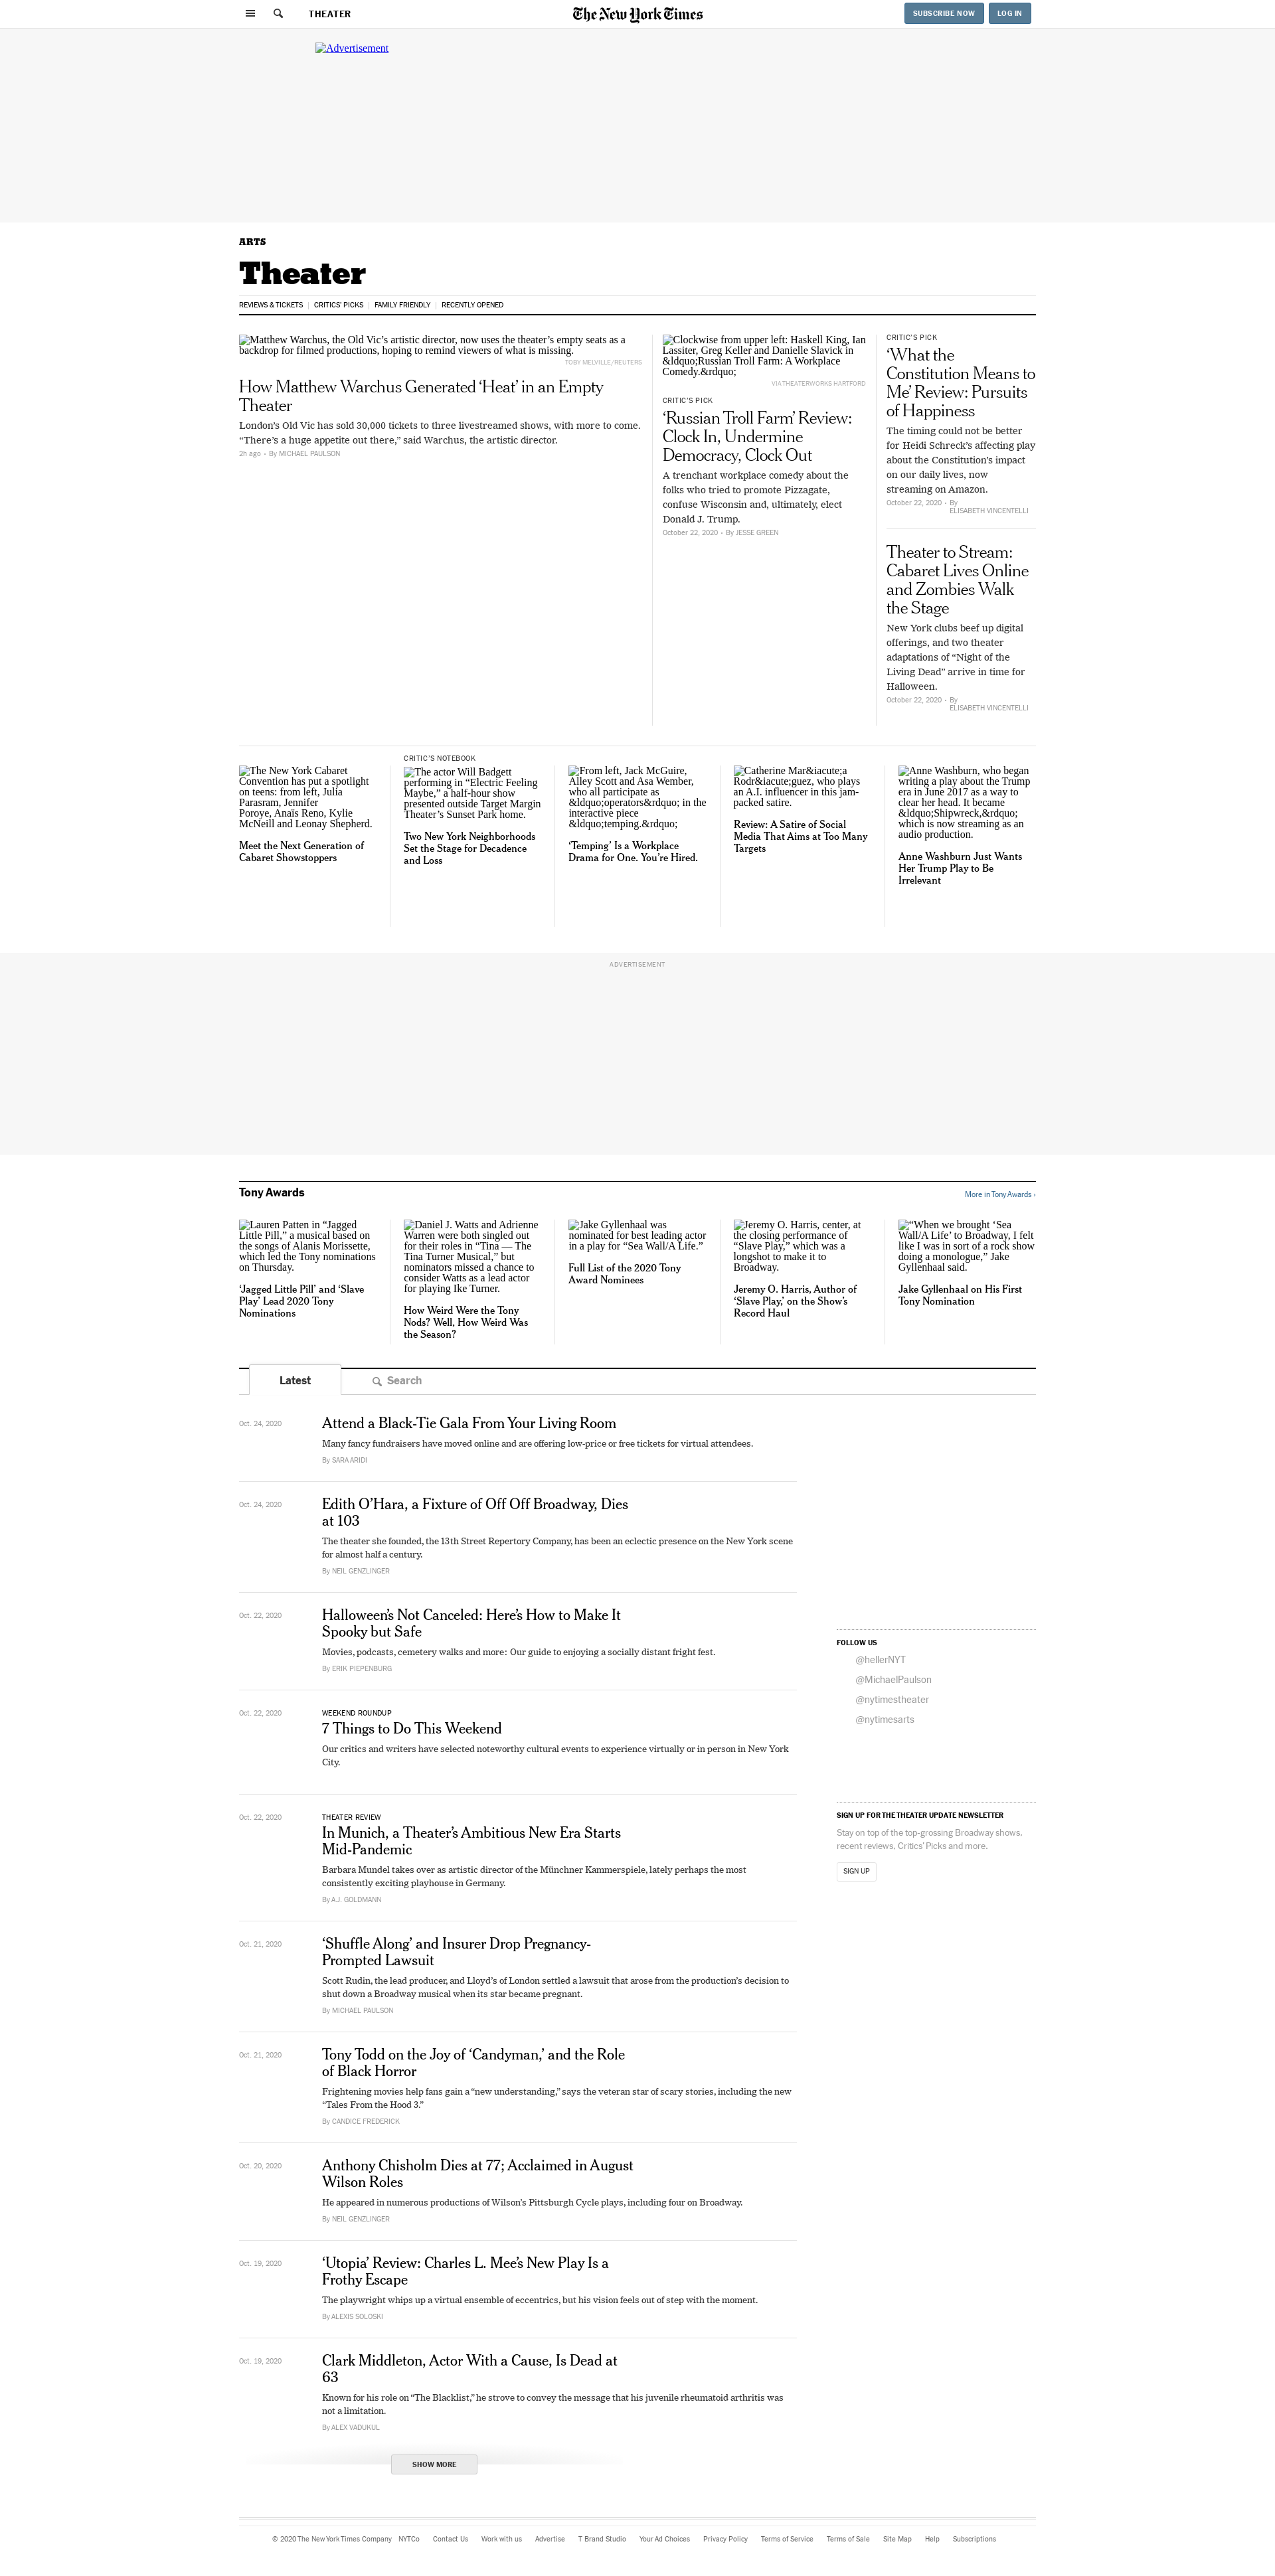 THEATER
The New York Times
SUBSCRIBE NOW
LOG IN
Advertisement
ARTS
Theater
REVIEWS & TICKETS
CRITICS' PICKS
FAMILY FRIENDLY
RECENTLY OPENED
Matthew Warchus, the Old Vic’s artistic director, now uses the theater’s empty seats as a
backdrop for filmed productions, hoping to remind viewers of what is missing.
TOBY MELVILLE/REUTERS
How Matthew Warchus Generated ‘Heat’ in an Empty
Theater
London’s Old Vic has sold 30,000 tickets to three livestreamed shows, with more to come.
“There’s a huge appetite out there,” said Warchus, the artistic director.
2h ago - By MICHAEL PAULSON
Clockwise from upper left: Haskell King, Ian
Lassiter, Greg Keller and Danielle Slavick in
&ldquo;Russian Troll Farm: A Workplace
Comedy.&rdquo;
VIA THEATERWORKS HARTFORD
CRITIC’S PICK
‘Russian Troll Farm’ Review:
Clock In, Undermine
Democracy, Clock Out
A trenchant workplace comedy about the
folks who tried to promote Pizzagate,
confuse Wisconsin and, ultimately, elect
Donald J. Trump.
October 22, 2020 - By JESSE GREEN
CRITIC’S PICK
‘What the
Constitution Means to
Me’ Review: Pursuits
of Happiness
The timing could not be better
for Heidi Schreck’s affecting play
about the Constitution’s impact
on our daily lives, now
streaming on Amazon.
October 22, 2020 - By
ELISABETH VINCENTELLI
Theater to Stream:
Cabaret Lives Online
and Zombies Walk
the Stage
New York clubs beef up digital
offerings, and two theater
adaptations of “Night of the
Living Dead” arrive in time for
Halloween.
October 22, 2020 - By
ELISABETH VINCENTELLI
The New York Cabaret
Convention has put a spotlight
on teens: from left, Julia
Parasram, Jennifer
Poroye, Anaïs Reno, Kylie
McNeill and Leonay Shepherd.
Meet the Next Generation of
Cabaret Showstoppers
CRITIC’S NOTEBOOK
The actor Will Badgett
performing in “Electric Feeling
Maybe,” a half-hour show
presented outside Target Margin
Theater’s Sunset Park home.
Two New York Neighborhoods
Set the Stage for Decadence
and Loss
From left, Jack McGuire,
Alley Scott and Asa Wember,
who all participate as
&ldquo;operators&rdquo; in the
interactive piece
&ldquo;temping.&rdquo;
‘Temping’ Is a Workplace
Drama for One. You’re Hired.
Catherine Mar&iacute;a
Rodr&iacute;guez, who plays
an A.I. influencer in this jam-
packed satire.
Review: A Satire of Social
Media That Aims at Too Many
Targets
Anne Washburn, who began
writing a play about the Trump
era in June 2017 as a way to
clear her head. It became
&ldquo;Shipwreck,&rdquo;
which is now streaming as an
audio production.
Anne Washburn Just Wants
Her Trump Play to Be
Irrelevant
ADVERTISEMENT
Tony Awards
More in Tony Awards ›
Lauren Patten in “Jagged
Little Pill,” a musical based on
the songs of Alanis Morissette,
which led the Tony nominations
on Thursday.
‘Jagged Little Pill’ and ‘Slave
Play’ Lead 2020 Tony
Nominations
Daniel J. Watts and Adrienne
Warren were both singled out
for their roles in “Tina — The
Tina Turner Musical,” but
nominators missed a chance to
consider Watts as a lead actor
for playing Ike Turner.
How Weird Were the Tony
Nods? Well, How Weird Was
the Season?
Jake Gyllenhaal was
nominated for best leading actor
in a play for “Sea Wall/A Life.”
Full List of the 2020 Tony
Award Nominees
Jeremy O. Harris, center, at
the closing performance of
“Slave Play,” which was a
longshot to make it to
Broadway.
Jeremy O. Harris, Author of
‘Slave Play,’ on the Show’s
Record Haul
“When we brought ‘Sea
Wall/A Life’ to Broadway, I felt
like I was in sort of a rock show
doing a monologue,” Jake
Gyllenhaal said.
Jake Gyllenhaal on His First
Tony Nomination
Latest
Search
Oct. 24, 2020
Attend a Black-Tie Gala From Your Living Room
Many fancy fundraisers have moved online and are offering low-price or free tickets for virtual attendees.
By SARA ARIDI
Oct. 24, 2020
Edith O’Hara, a Fixture of Off Off Broadway, Dies
at 103
The theater she founded, the 13th Street Repertory Company, has been an eclectic presence on the New York scene
for almost half a century.
By NEIL GENZLINGER
Oct. 22, 2020
Halloween’s Not Canceled: Here’s How to Make It
Spooky but Safe
Movies, podcasts, cemetery walks and more: Our guide to enjoying a socially distant fright fest.
By ERIK PIEPENBURG
Oct. 22, 2020
WEEKEND ROUNDUP
7 Things to Do This Weekend
Our critics and writers have selected noteworthy cultural events to experience virtually or in person in New York
City.
Oct. 22, 2020
THEATER REVIEW
In Munich, a Theater’s Ambitious New Era Starts
Mid-Pandemic
Barbara Mundel takes over as artistic director of the Münchner Kammerspiele, lately perhaps the most
consistently exciting playhouse in Germany.
By A.J. GOLDMANN
Oct. 21, 2020
‘Shuffle Along’ and Insurer Drop Pregnancy-
Prompted Lawsuit
Scott Rudin, the lead producer, and Lloyd’s of London settled a lawsuit that arose from the production’s decision to
shut down a Broadway musical when its star became pregnant.
By MICHAEL PAULSON
Oct. 21, 2020
Tony Todd on the Joy of ‘Candyman,’ and the Role
of Black Horror
Frightening movies help fans gain a “new understanding,” says the veteran star of scary stories, including the new
“Tales From the Hood 3.”
By CANDICE FREDERICK
Oct. 20, 2020
Anthony Chisholm Dies at 77; Acclaimed in August
Wilson Roles
He appeared in numerous productions of Wilson’s Pittsburgh Cycle plays, including four on Broadway.
By NEIL GENZLINGER
Oct. 19, 2020
‘Utopia’ Review: Charles L. Mee’s New Play Is a
Frothy Escape
The playwright whips up a virtual ensemble of eccentrics, but his vision feels out of step with the moment.
By ALEXIS SOLOSKI
Oct. 19, 2020
Clark Middleton, Actor With a Cause, Is Dead at
63
Known for his role on “The Blacklist,” he strove to convey the message that his juvenile rheumatoid arthritis was
not a limitation.
By ALEX VADUKUL
SHOW MORE
FOLLOW US
@hellerNYT
@MichaelPaulson
@nytimestheater
@nytimesarts
SIGN UP FOR THE THEATER UPDATE NEWSLETTER
Stay on top of the top-grossing Broadway shows,
recent reviews, Critics’ Picks and more.
SIGN UP
© 2020 The New York Times Company
NYTCo
Contact Us
Work with us
Advertise
T Brand Studio
Your Ad Choices
Privacy Policy
Terms of Service
Terms of Sale
Site Map
Help
Subscriptions